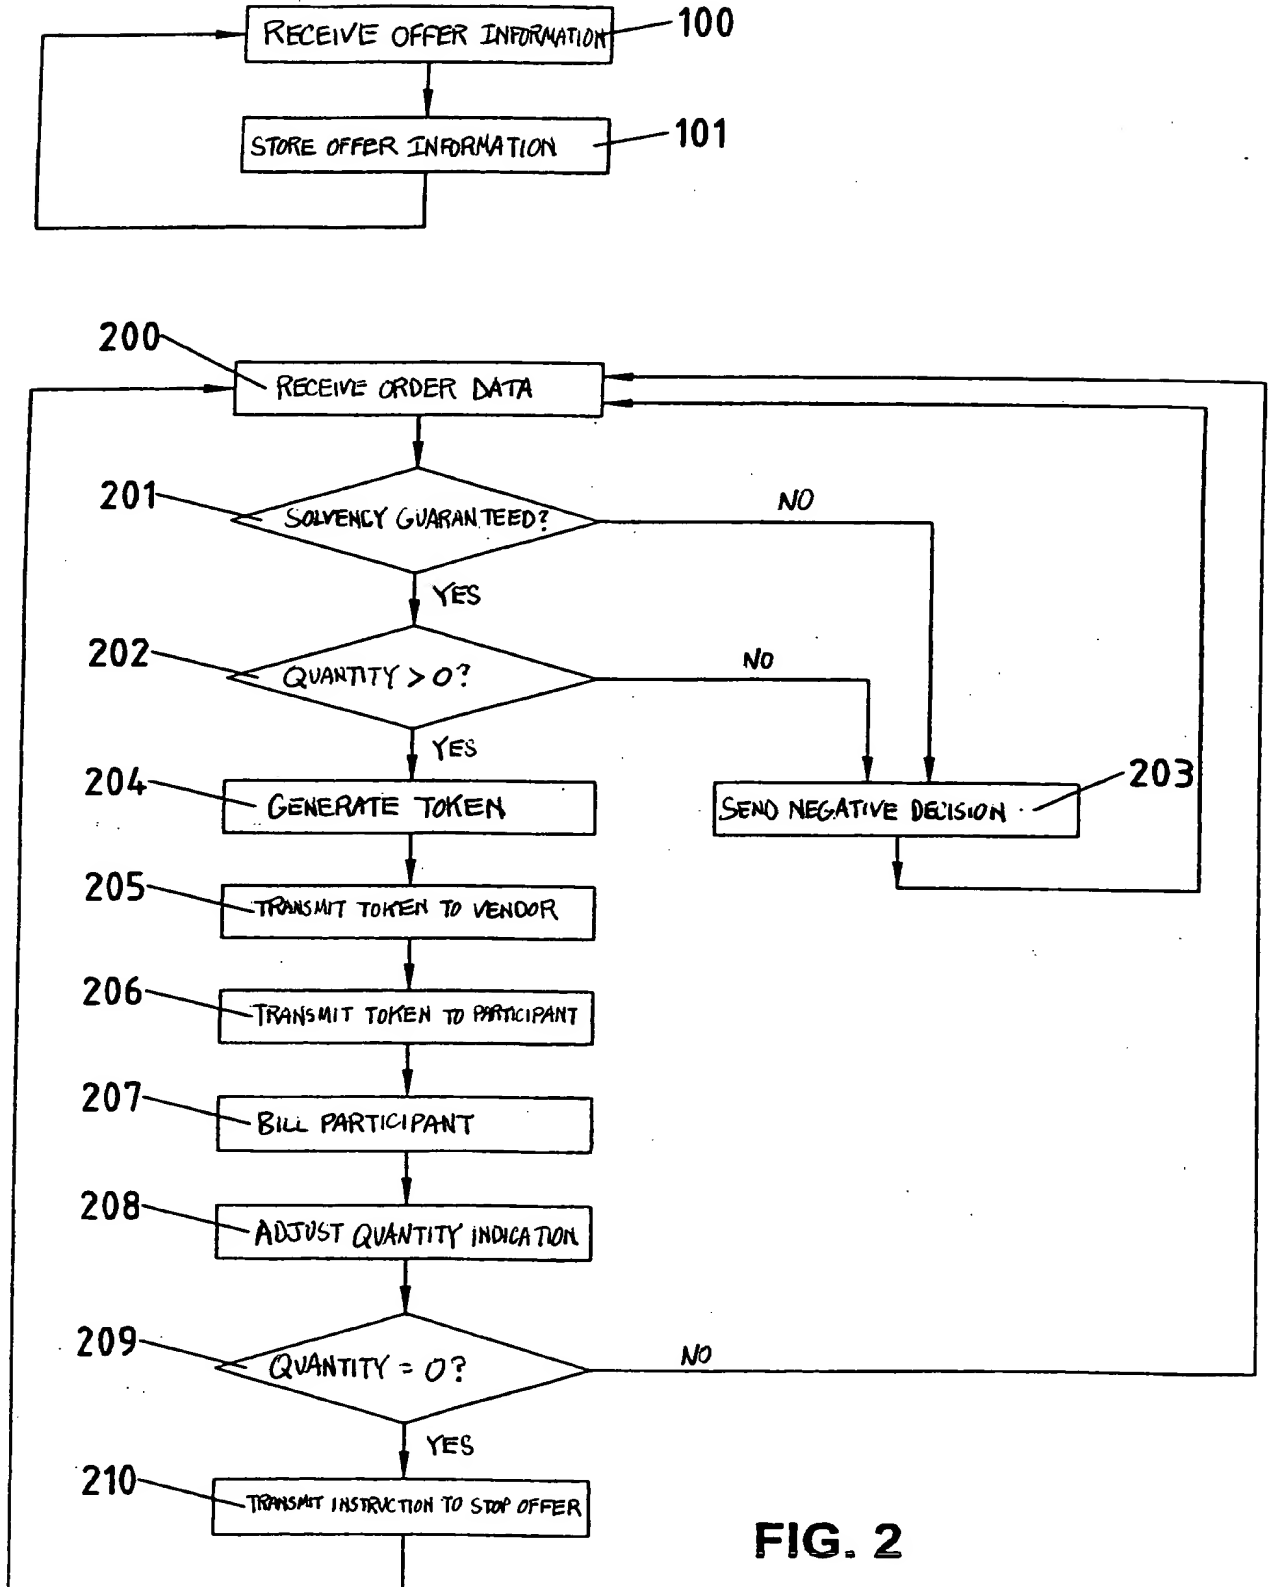 RECEIVE OFFER INFORMATION
100
STORE OFFER INFORMATION
101
200
RECEIVE ORDER DATA
201
SOLVENCY GUARANTEED?
NO
YES
202
QUANTITY > 0?
NO
YES
204
GENERATE TOKEN
203
SEND NEGATIVE DECISION
205
TRANSMIT TOKEN TO VENDOR
206
TRANSMIT TOKEN TO PARTICIPANT
207
BILL PARTICIPANT
208
ADJUST QUANTITY INDICATION
209
QUANTITY = 0?
NO
YES
210
TRANSMIT INSTRUCTION TO STOP OFFER
FIG. 2